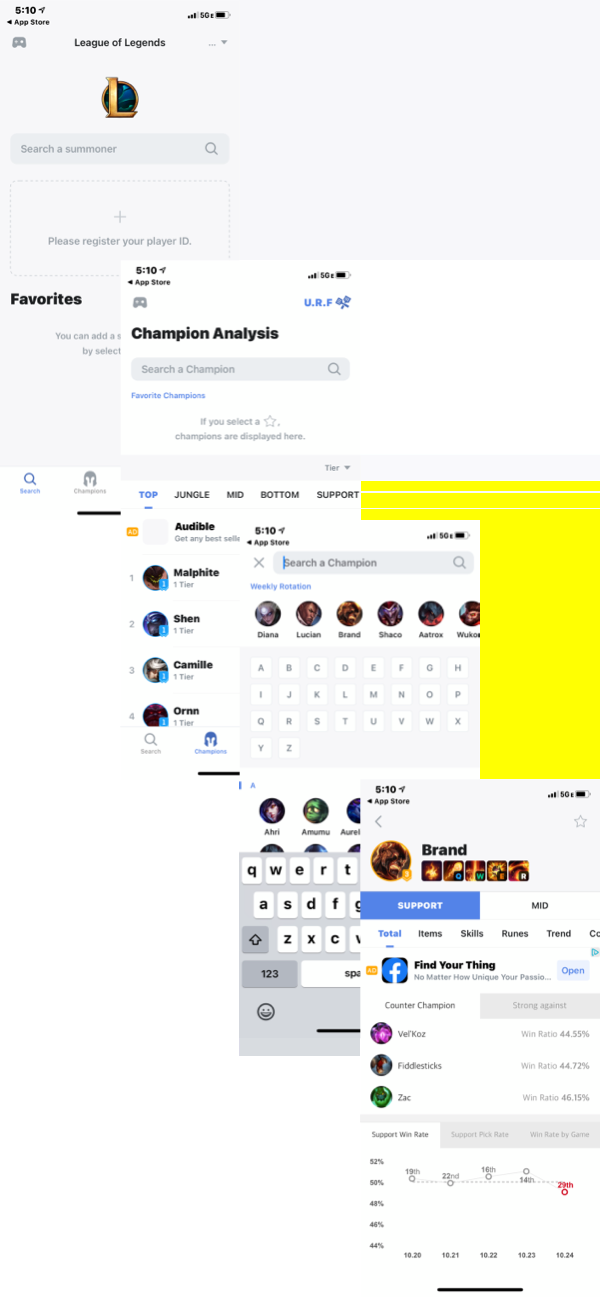 5:10
App Store
5G E
League of Legends
...
Search a summoner
+
Please register your player ID.
Favorites
You can add a s
by select
Search
Champions
5:10
App Store
5G E
U.R.F
Champion Analysis
Search a Champion
Favorite Champions
If you select a ☆,
champions are displayed here.
Tier
TOP JUNGLE MID BOTTOM SUPPORT
AD
Audible
Get any best selle
1
Malphite
1
1 Tier
2
Shen
1
1 Tier
3
Camille
1
1 Tier
4
Ornn
1
1 Tier
Search
Champions
5:10
App Store
5G E
Search a Champion
Weekly Rotation
Diana Lucian Brand Shaco Aatrox Wukon
A B C D E F G H
I J K L M N O P
Q R S T U V W X
Y Z
A
Ahri Amumu Aurel
q w e r t
a s d f g
z x c v
123 spa
5:10
App Store
5G E
Brand
Q W E R
SUPPORT MID
Total Items Skills Runes Trend Co
AD
Find Your Thing
No Matter How Unique Your Passio...
Open
Counter Champion Strong against
Vel'Koz Win Ratio 44.55%
Fiddlesticks Win Ratio 44.72%
Zac Win Ratio 46.15%
Support Win Rate Support Pick Rate Win Rate by Game
52%
50%
48%
46%
44%
19th 22nd 16th 14th 29th
10.20 10.21 10.22 10.23 10.24